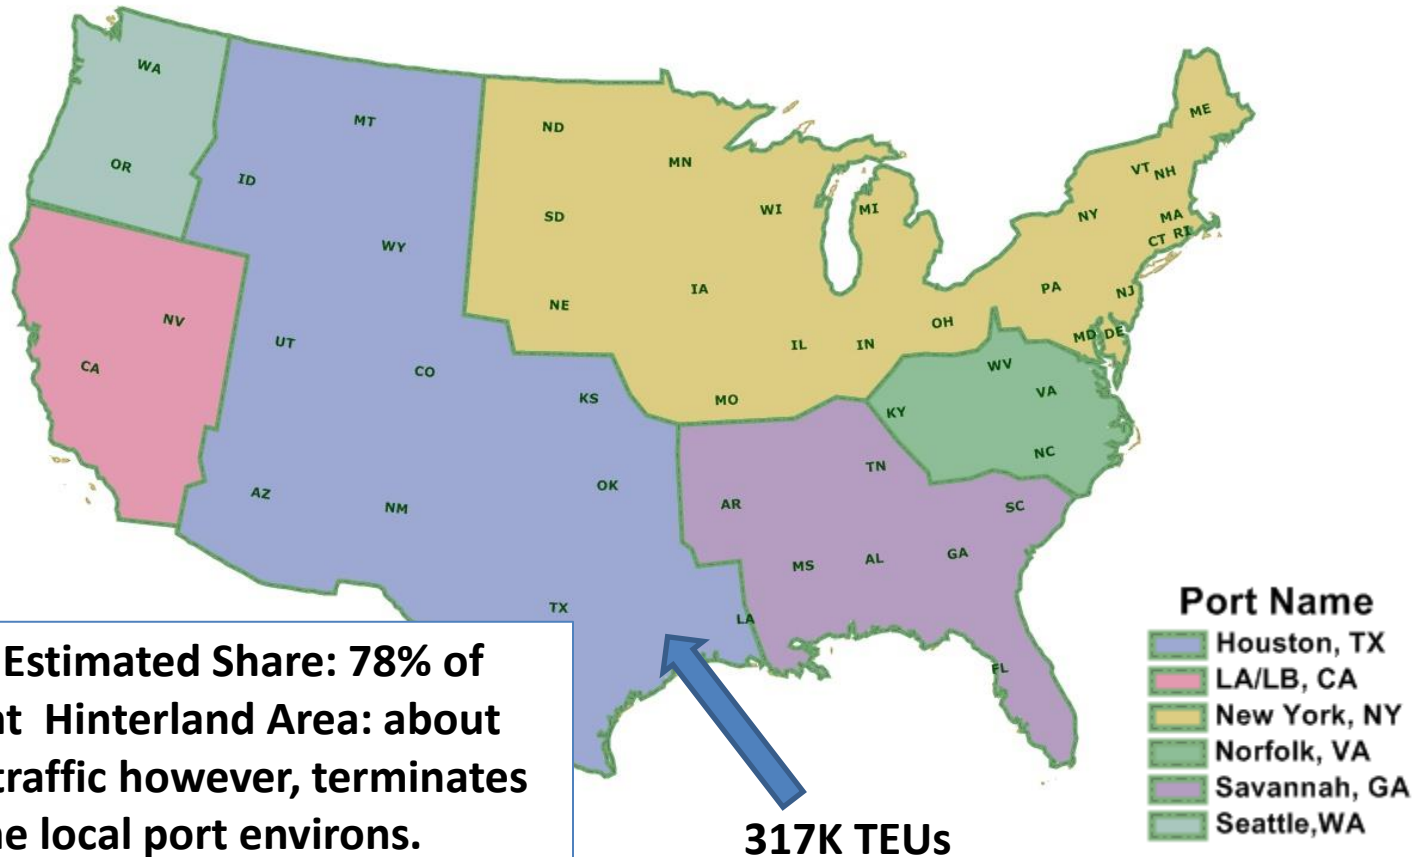 WA
MT
ND
ME
MN
VT
NH
OR
ID
WI
MI
SD
NY
MA
CT
RI
WY
IA
PA
NJ
NE
NV
OH
MD
DE
UT
IL
IN
CA
CO
WV
KS
MO
VA
KY
NC
TN
AZ
OK
NM
AR
SC
MS
AL
GA
TX
LA
FL
Estimated Share: 78% of
Hinterland Area: about
traffic however, terminates
local port environs.
317K TEUs
Port Name
Houston, TX
LA/LB, CA
New York, NY
Norfolk, VA
Savannah, GA
Seattle,WA